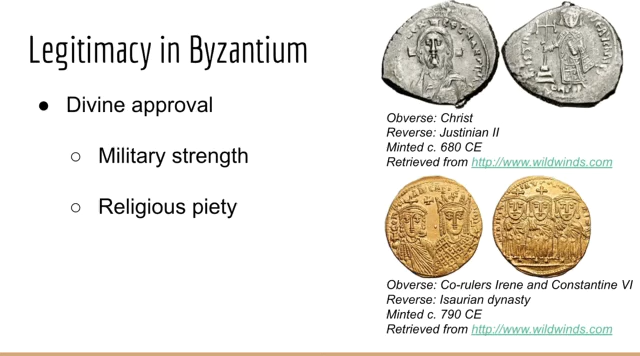 Legitimacy in Byzantium
● Divine approval
○ Military strength
○ Religious piety
Obverse: Christ
Reverse: Justinian II
Minted c. 680 CE
Retrieved from http://www.wildwinds.com
Obverse: Co-rulers Irene and Constantine VI
Reverse: Isaurian dynasty
Minted c. 790 CE
Retrieved from http://www.wildwinds.com